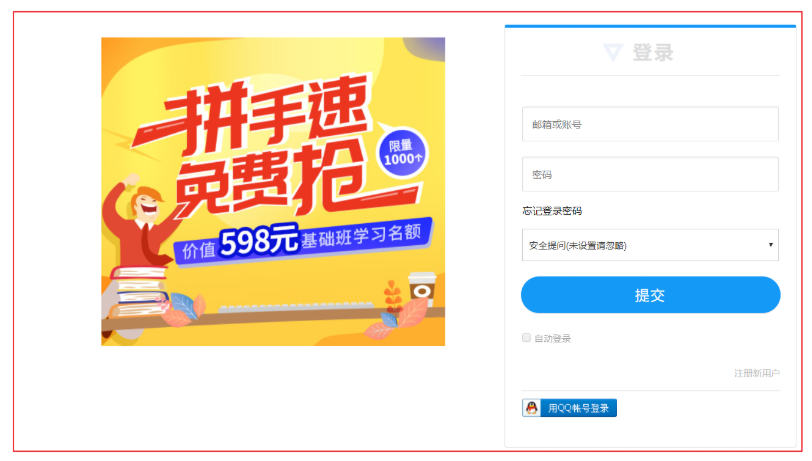 拼手速
免费抢
限量
1000个
价值598元基础班学习名额
登录
邮箱或账号
密码
忘记登录密码
安全提问(未设置请忽略)
提交
自动登录
注册新用户
用QQ帐号登录